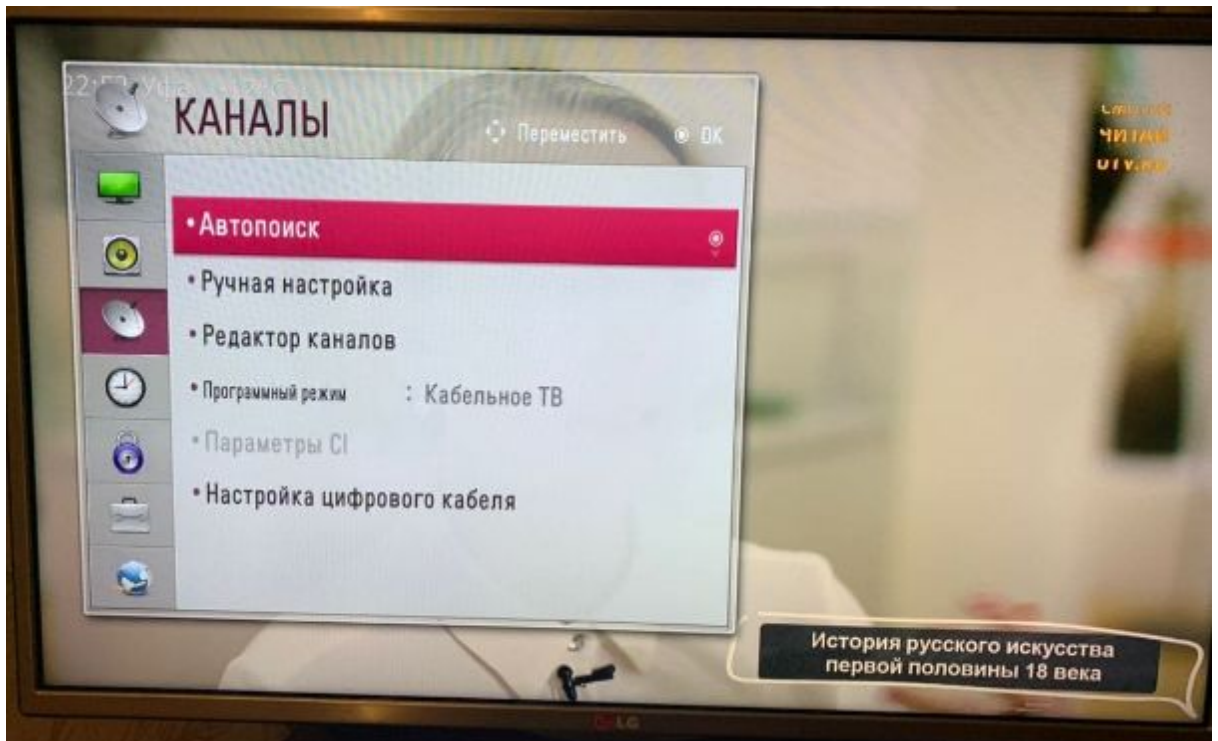 КАНАЛЫ
Переместить
OK
• Автопоиск
• Ручная настройка
• Редактор каналов
• Программный режим : Кабельное ТВ
• Параметры CI
• Настройка цифрового кабеля
ЧИТАЙ
История русского искусства
первой половины 18 века
LG